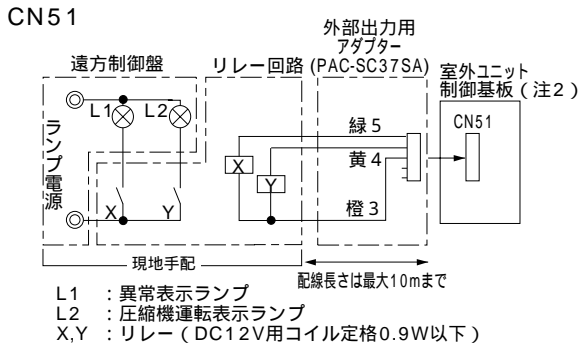 CN51
外部出力用
アダプター
(PAC-SC37SA)
遠方制御盤
リレー回路
室外ユニット
制御基板(注2)
L1
L2
緑5
CN51
ランプ電源
X
黄4
Y
X
Y
橙3
現地手配
配線長さは最大10mまで
L1 :異常表示ランプ
L2 :圧縮機運転表示ランプ
X,Y :リレー(DC12V用コイル定格0.9W以下)